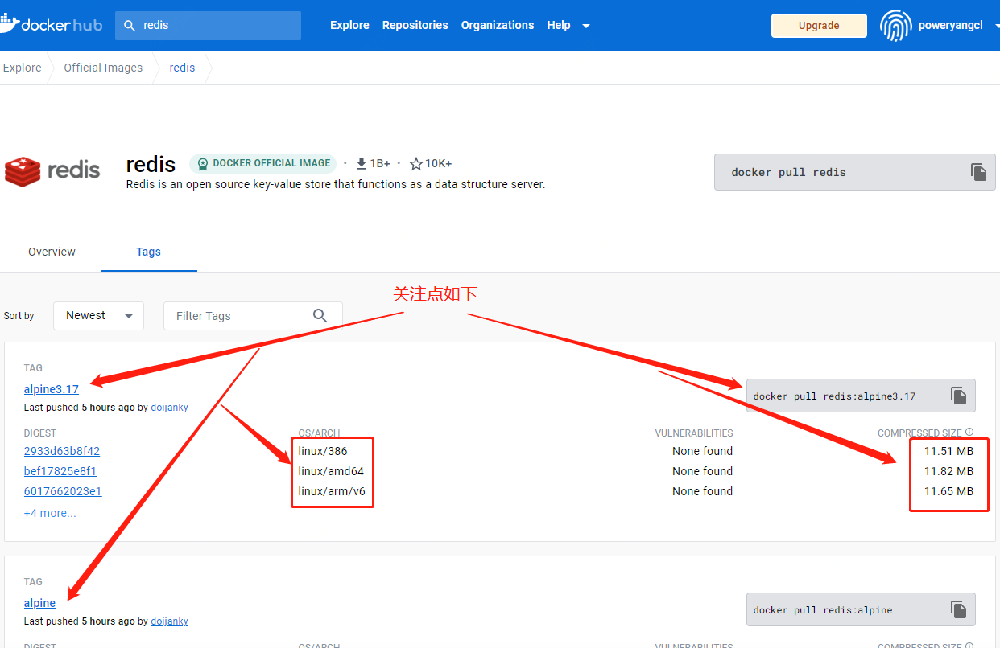 docker hub
redis
Explore Repositories Organizations Help
Upgrade
poweryangcl
Explore Official Images redis
redis
redis DOCKER OFFICIAL IMAGE · 1B+ · 10K+
Redis is an open source key-value store that functions as a data structure server.
docker pull redis
Overview Tags
关注点如下
Sort by Newest Filter Tags
TAG
alpine3.17
Last pushed 5 hours ago by doijanky
docker pull redis:alpine3.17
DIGEST OS/ARCH VULNERABILITIES COMPRESSED SIZE
2933d63b8f42 linux/386 None found 11.51 MB
bef17825e8f1 linux/amd64 None found 11.82 MB
6017662023e1 linux/arm/v6 None found 11.65 MB
+4 more...
TAG
alpine
Last pushed 5 hours ago by doijanky
docker pull redis:alpine
DIGEST OS/ARCH VULNERABILITIES COMPRESSED SIZE